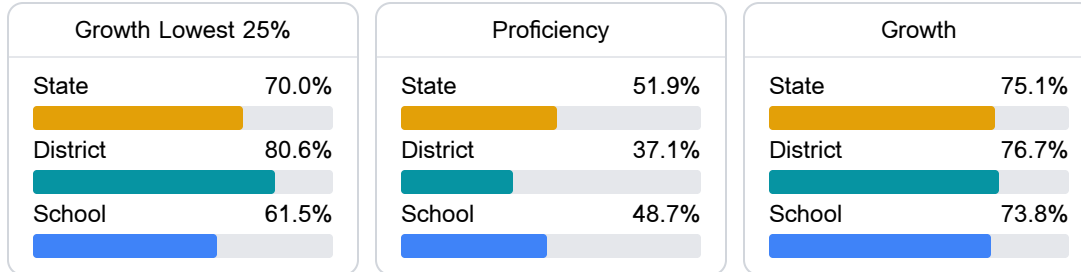 Growth Lowest 25%
State 70.0%
District 80.6%
School 61.5%
Proficiency
State 51.9%
District 37.1%
School 48.7%
Growth
State 75.1%
District 76.7%
School 73.8%